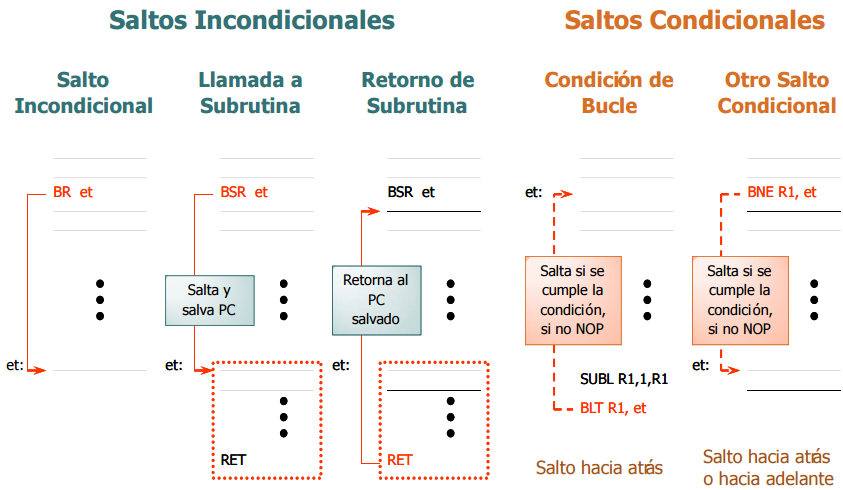 Saltos Incondicionales
Saltos Condicionales
Salto
Incondicional
Llamada a
Subrutina
Retorno de
Subrutina
Condición de
Bucle
Otro Salto
Condicional
BR et
et:
BSR et
Salta y
salva PC
et:
RET
BSR et
Retorna al
PC
salvado
et:
RET
et:
Salta si se
cumple la
condición,
si no NOP
SUBL R1,1,R1
BLT R1, et
Salto hacia atrás
BNE R1, et
Salta si se
cumple la
condición,
si no NOP
et:
Salto hacia atrás
o hacia adelante